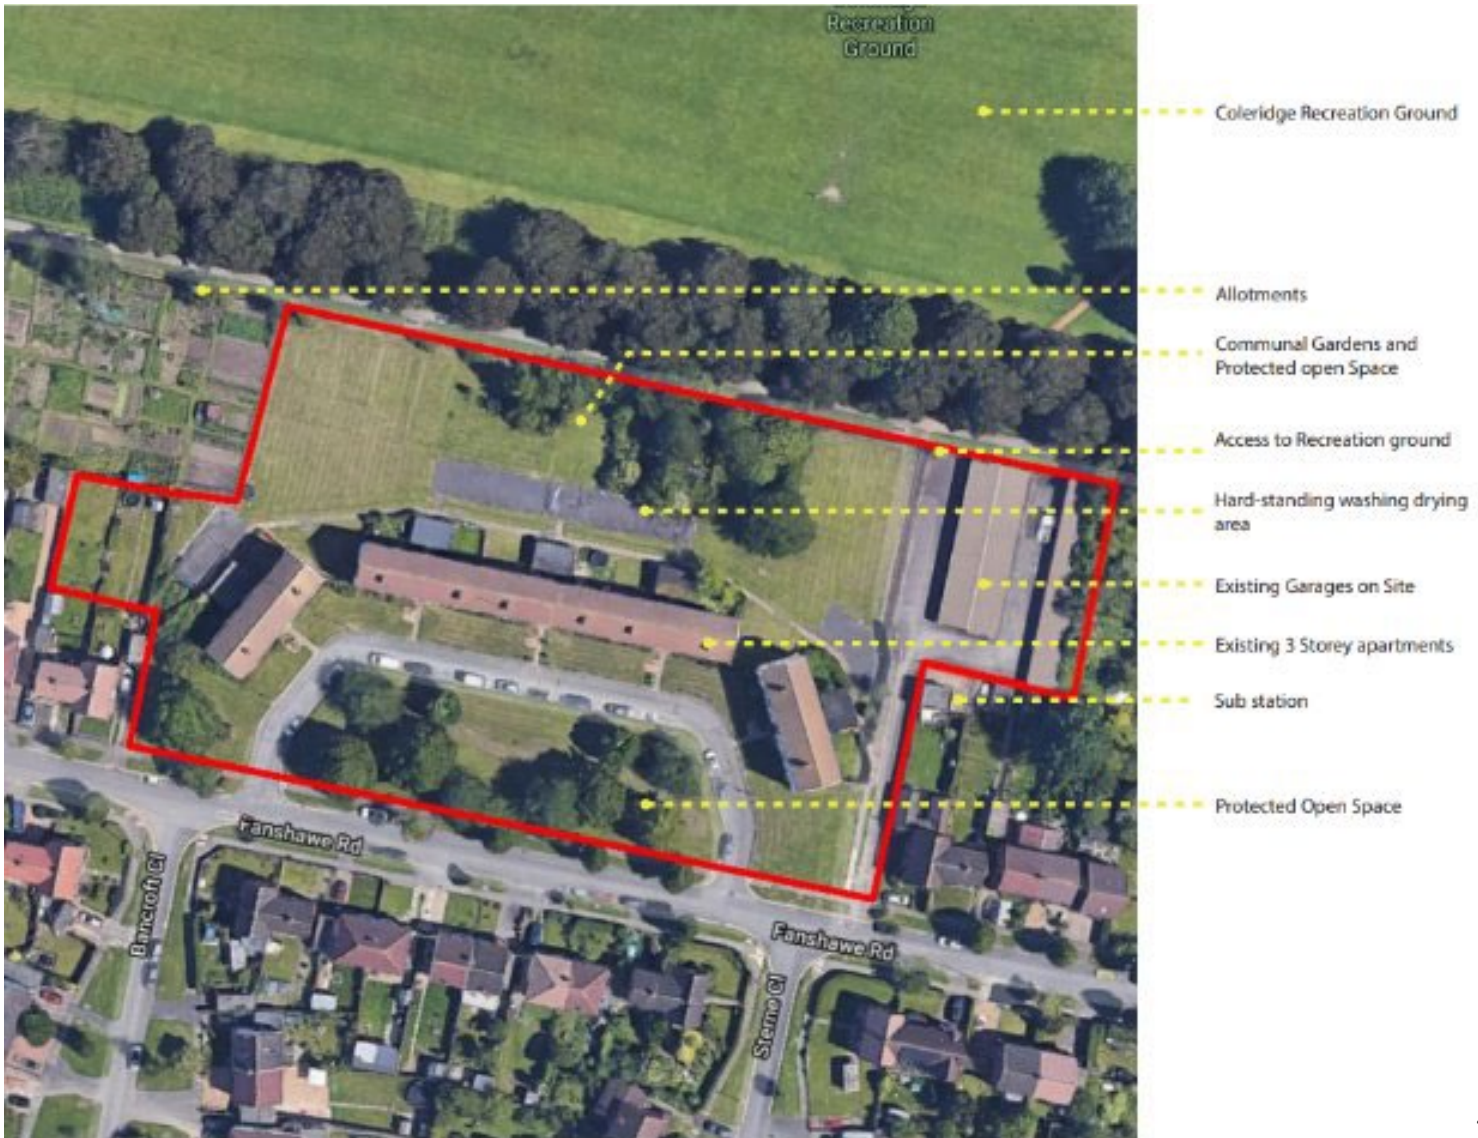 Recreation
Ground
Coleridge Recreation Ground
Allotments
Communal Gardens and
Protected open Space
Access to Recreation ground
Hard-standing washing drying
area
Existing Garages on Site
Existing 3 Storey apartments
Sub station
Protected Open Space
Fanshawe Rd
Bancroft Cl
Fanshawe Rd
Sterne Cl